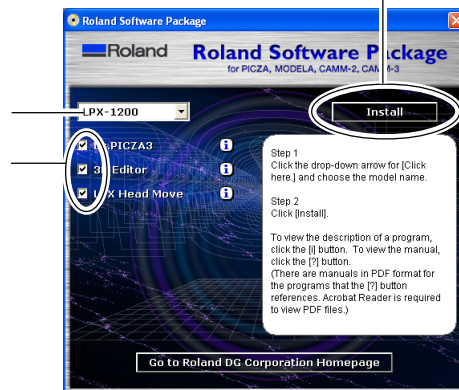 Roland Software Package
Roland
Roland Software Package
for PICZA, MODELA, CAMM-2, CAMM-3
LPX-1200
Install
3D Editor
LPX Head Move
Step 1
Click the drop-down arrow for [Click
here.] and choose the model name.
Step 2
Click [Install].
To view the description of a program,
click the [i] button. To view the manual,
click the [?] button.
(There are manuals in PDF format for
the programs that the [?] button
references. Acrobat Reader is required
to view PDF files.)
Go to Roland DG Corporation Homepage